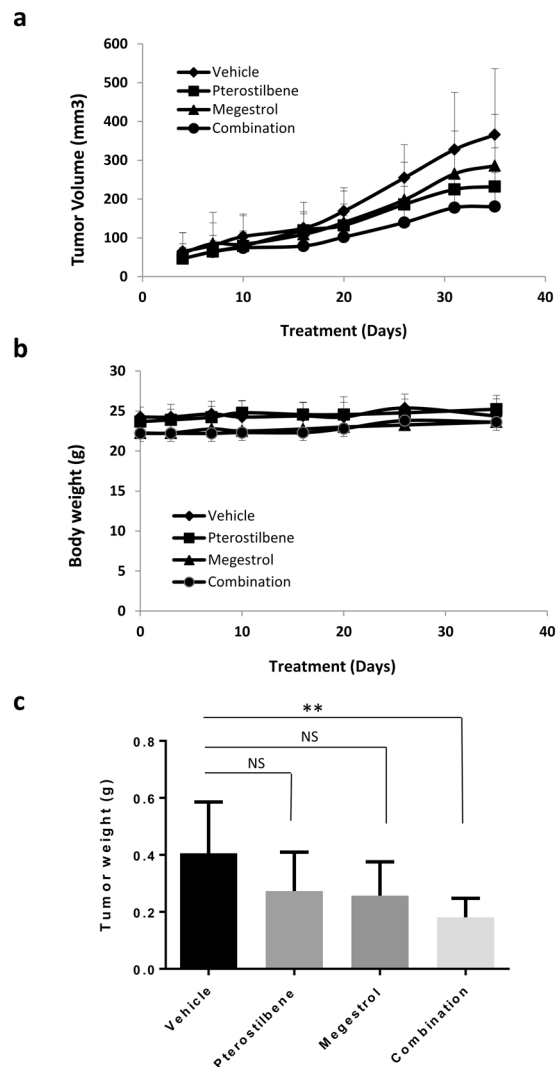 a
600
500
400
300
200
100
0
Tumor Volume (mm3)
Vehicle
Pterostilbene
Megestrol
Combination
0 10 20 30 40
Treatment (Days)
b
30
25
20
15
10
5
0
Body weight (g)
Vehicle
Pterostilbene
Megestrol
Combination
0 10 20 30 40
Treatment (Days)
c
**
NS
NS
0.8
0.6
0.4
0.2
0.0
Tumor weight (g)
Vehicle
Pterostilbene
Megestrol
Combination